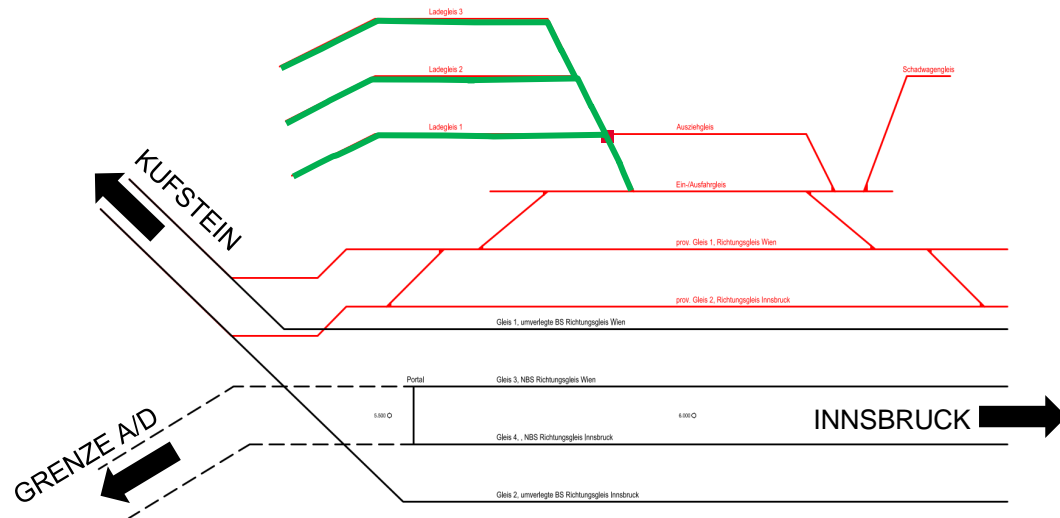 Ladegleis 3
Ladegleis 2
Schadwagengleis
Ladegleis 1
Ausziehgleis
KUFSTEIN
Ein-/Ausfahrgleis
prov. Gleis 1, Richtungsgleis Wien
prov. Gleis 2, Richtungsgleis Innsbruck
Gleis 1, umverlegte BS Richtungsgleis Wien
Portal
Gleis 3, NBS Richtungsgleis Wien
5.500
6.000
INNSBRUCK
GRENZE A/D
Gleis 4, , NBS Richtungsgleis Innsbruck
Gleis 2, umverlegte BS Richtungsgleis Innsbruck